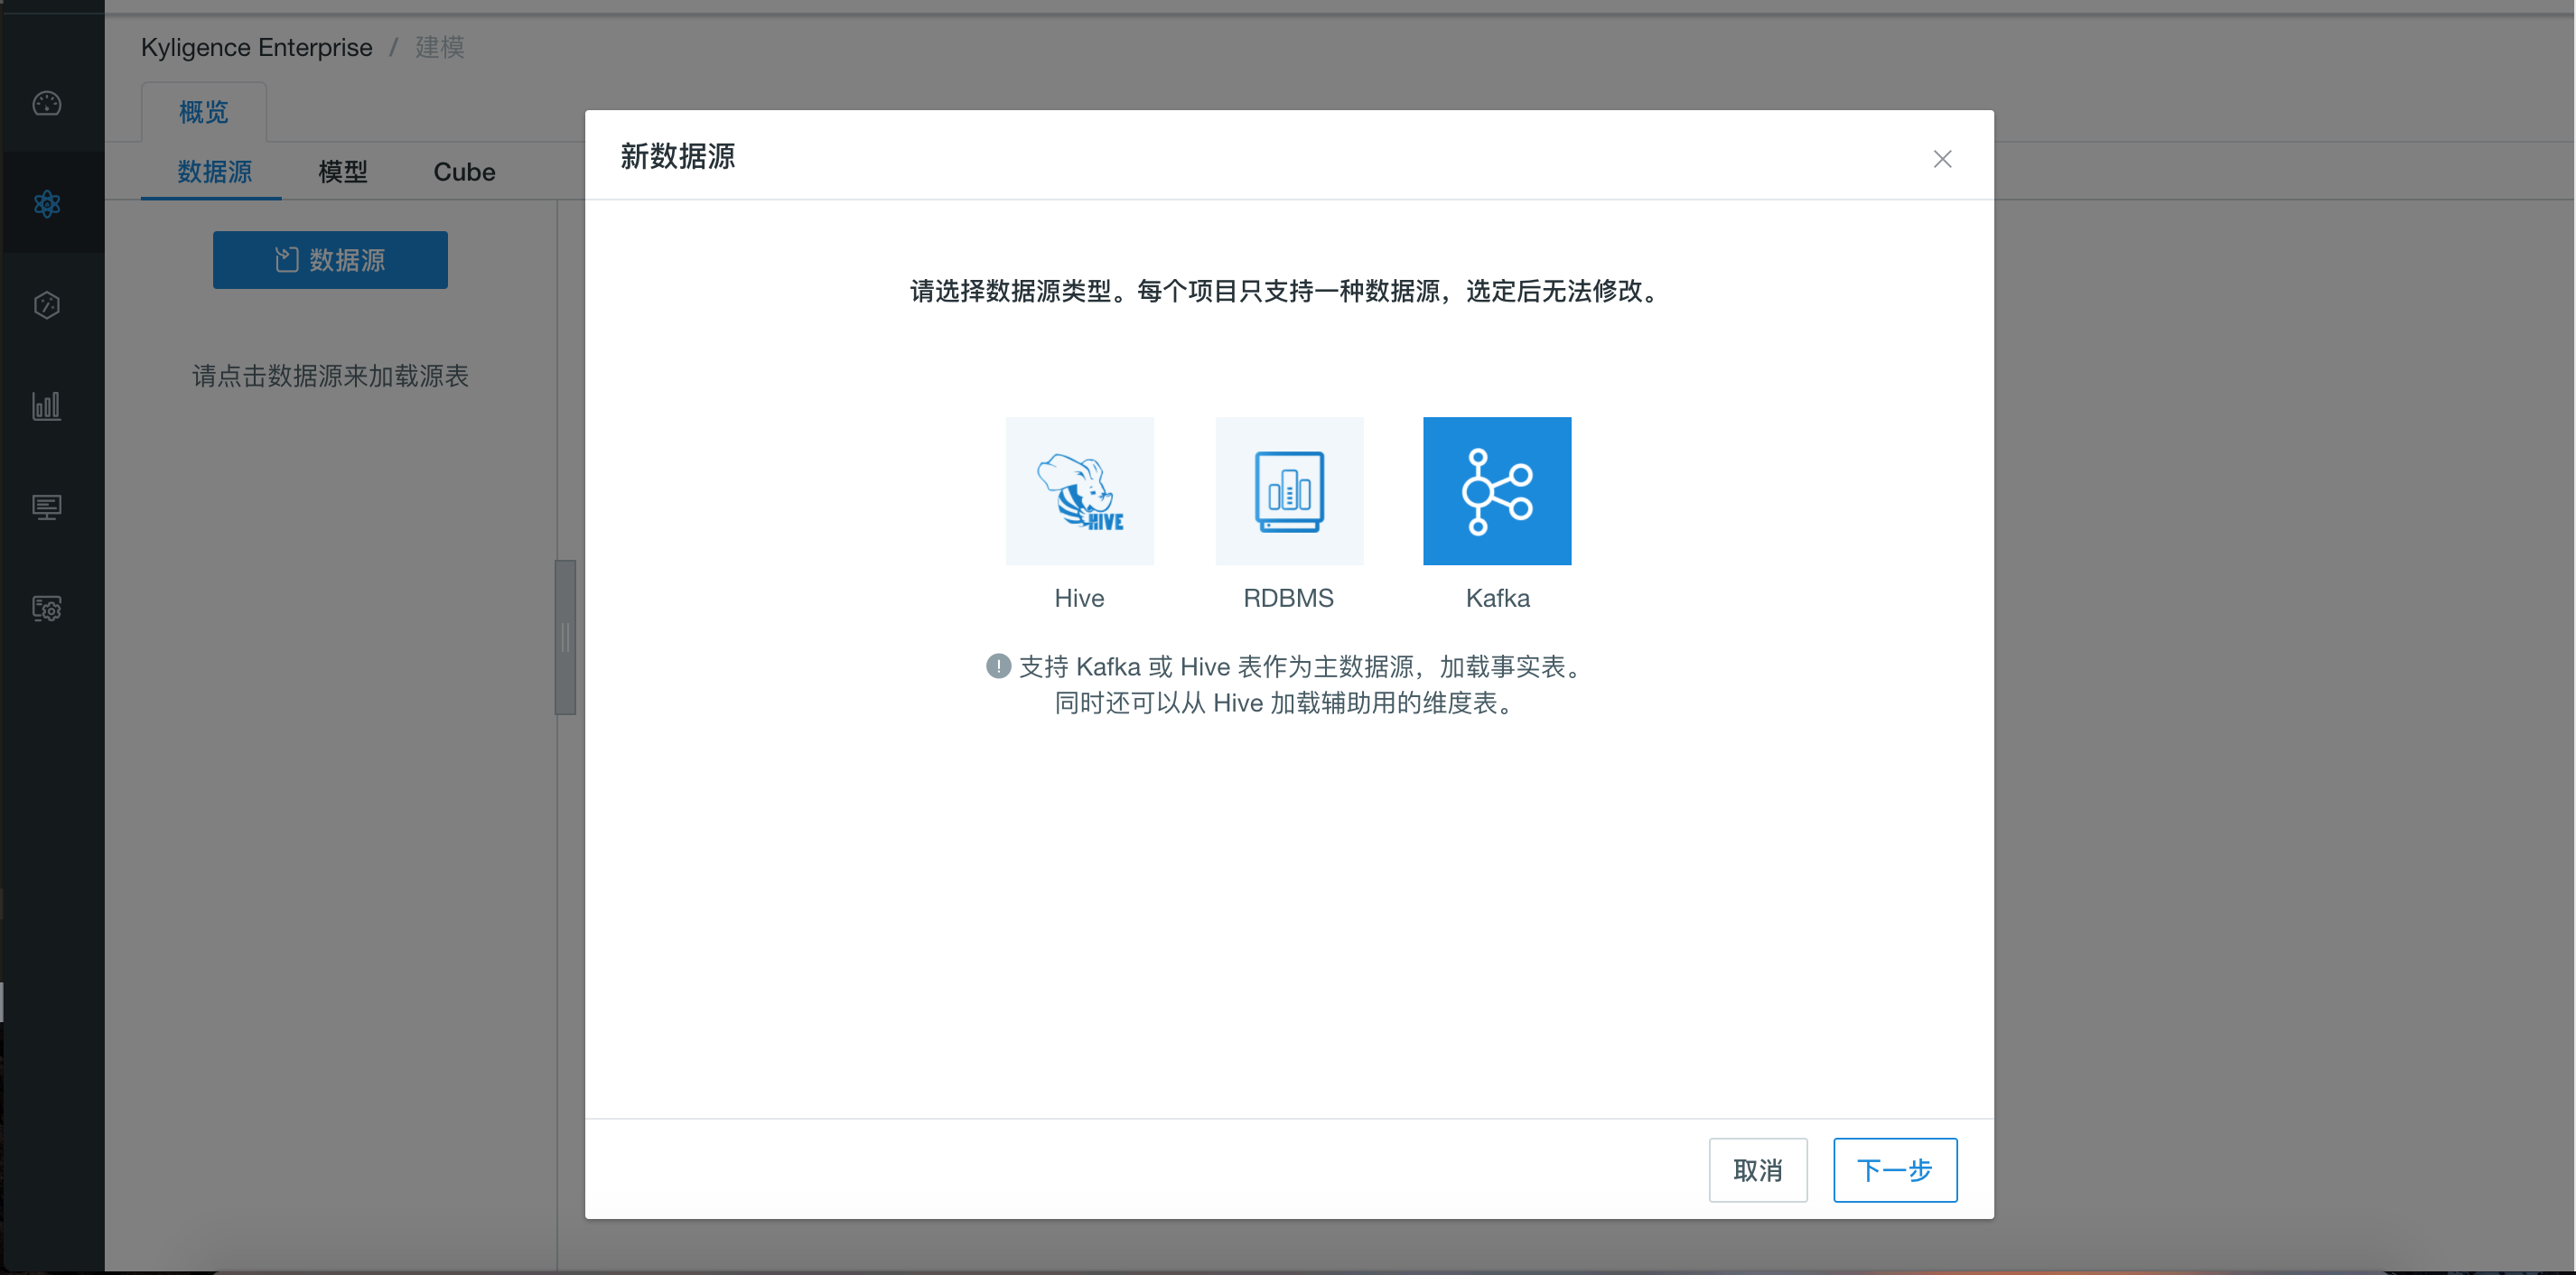 Kyligence Enterprise / 建模
概览
数据源 模型 Cube
数据源
请点击数据源来加载源表
新数据源
请选择数据源类型。每个项目只支持一种数据源，选定后无法修改。
HIVE
Hive RDBMS Kafka
支持 Kafka 或 Hive 表作为主数据源，加载事实表。
同时还可以从 Hive 加载辅助用的维度表。
取消 下一步